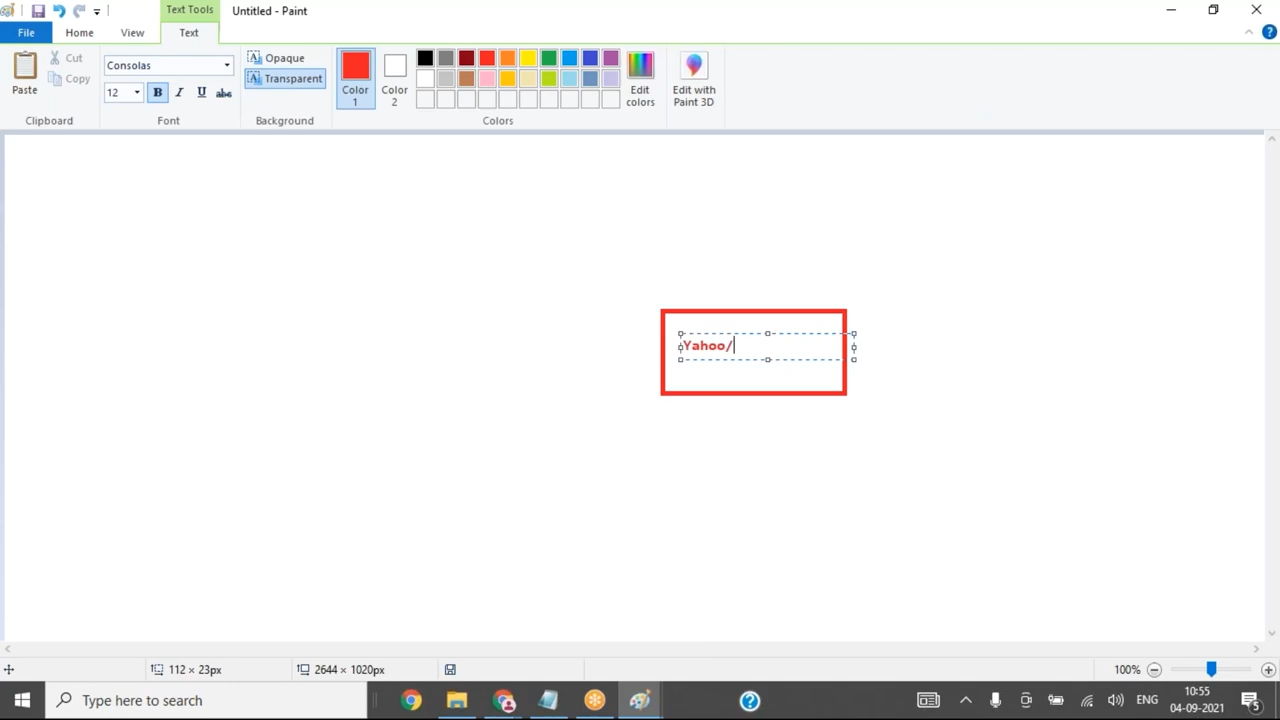 Text Tools
Untitled - Paint
File
Home
View
Text
Paste
Cut
Copy
Clipboard
Consolas
12
B
I
U
abc
Font
Opaque
Transparent
Background
Color 1
Color 2
Edit colors
Colors
Edit with Paint 3D
Yahoo/
112 × 23px
2644 × 1020px
100%
Type here to search
ENG
10:55
04-09-2021
5